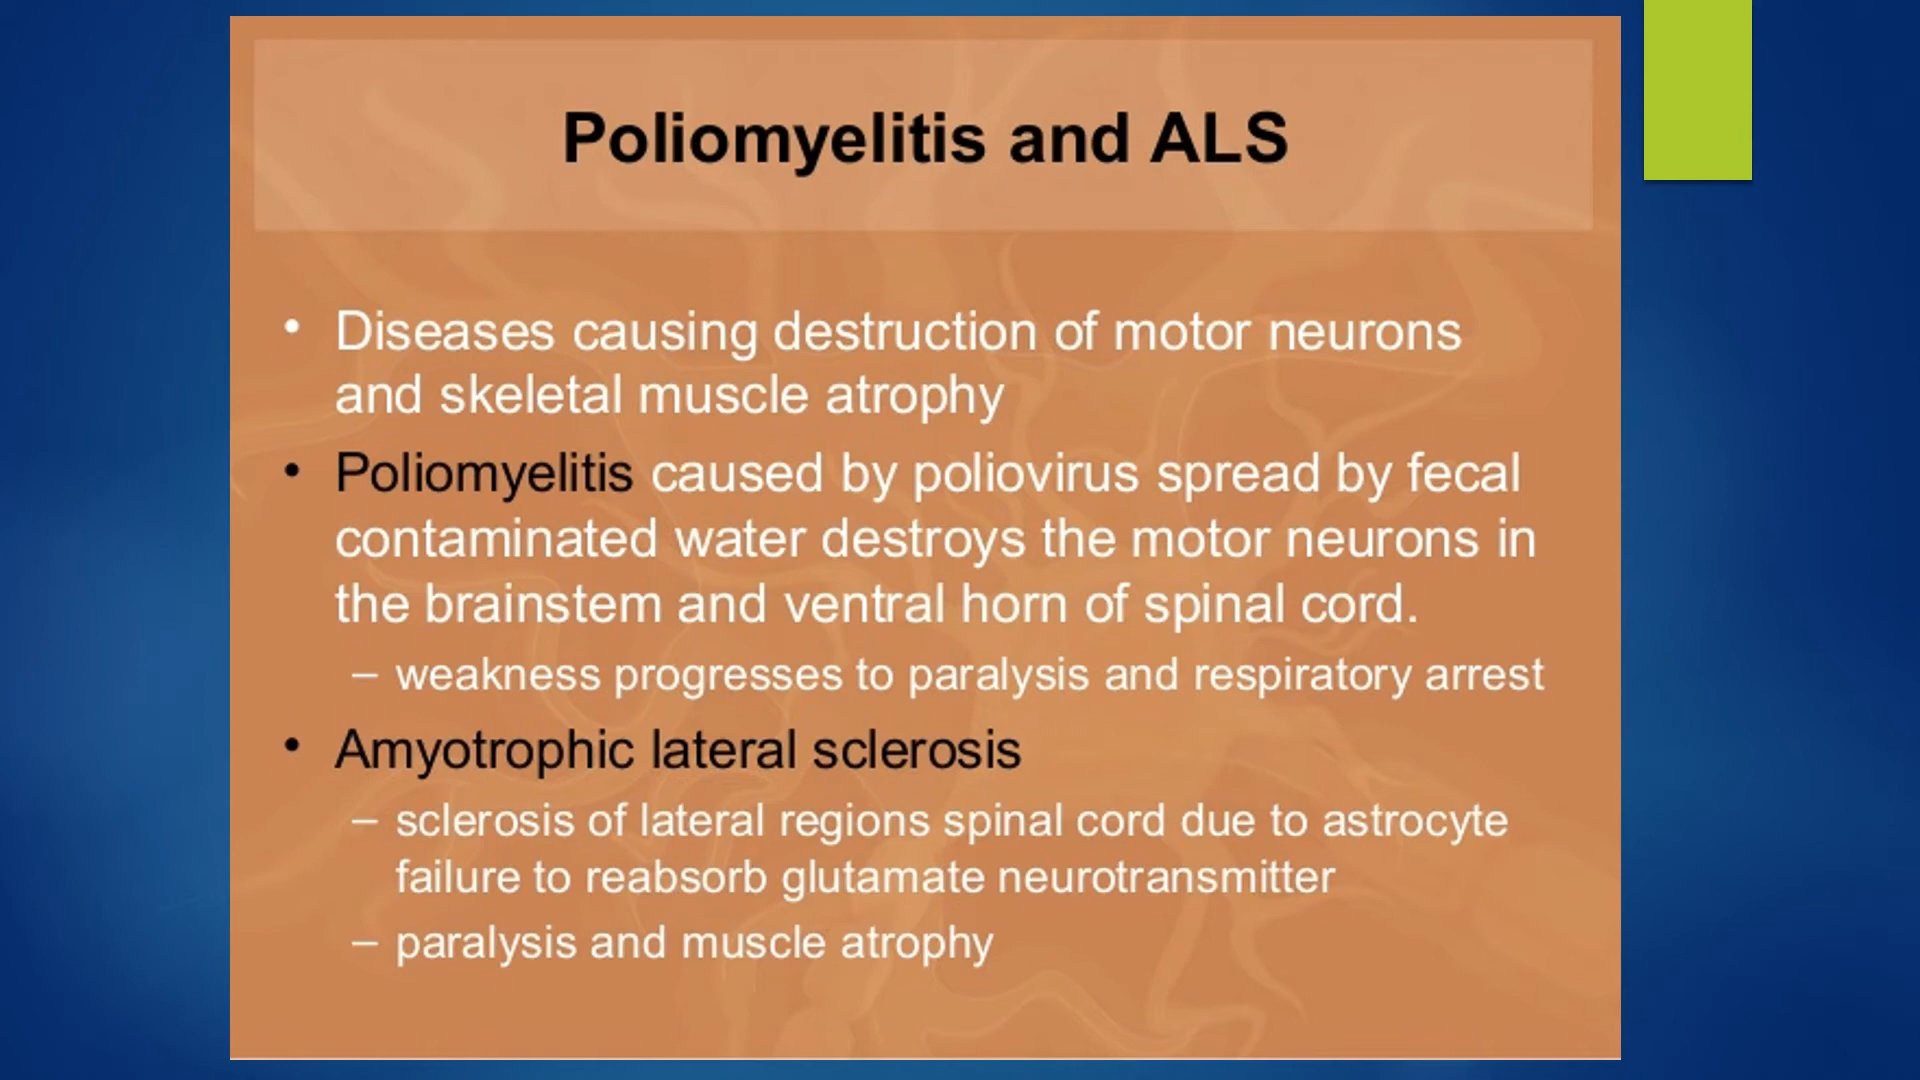 Poliomyelitis and ALS
• Diseases causing destruction of motor neurons
and skeletal muscle atrophy
• Poliomyelitis caused by poliovirus spread by fecal
contaminated water destroys the motor neurons in
the brainstem and ventral horn of spinal cord.
– weakness progresses to paralysis and respiratory arrest
• Amyotrophic lateral sclerosis
– sclerosis of lateral regions spinal cord due to astrocyte
failure to reabsorb glutamate neurotransmitter
– paralysis and muscle atrophy